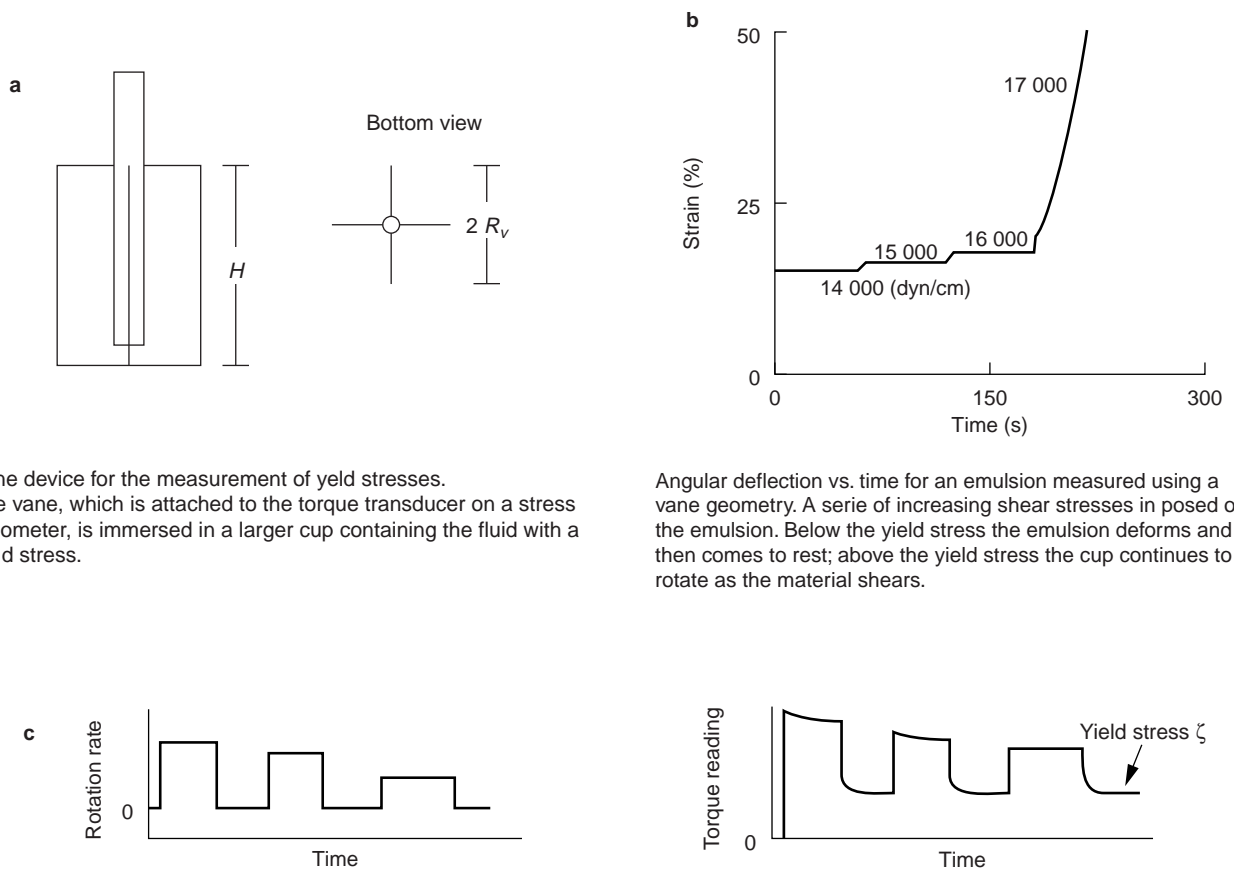 a
Bottom view
H
2 Rv
b
50
25
0
Strain (%)
17 000
16 000
15 000
14 000 (dyn/cm)
0
150
300
Time (s)
device for the measurement of yeld stresses.
vane, which is attached to the torque transducer on a stress
is immersed in a larger cup containing the fluid with a
stress.
Angular deflection vs. time for an emulsion measured using a
vane geometry. A serie of increasing shear stresses in posed
the emulsion. Below the yield stress the emulsion deforms and
then comes to rest; above the yield stress the cup continues to
rotate as the material shears.
c
Rotation rate
0
Time
Torque reading
0
Yield stress ζ
Time